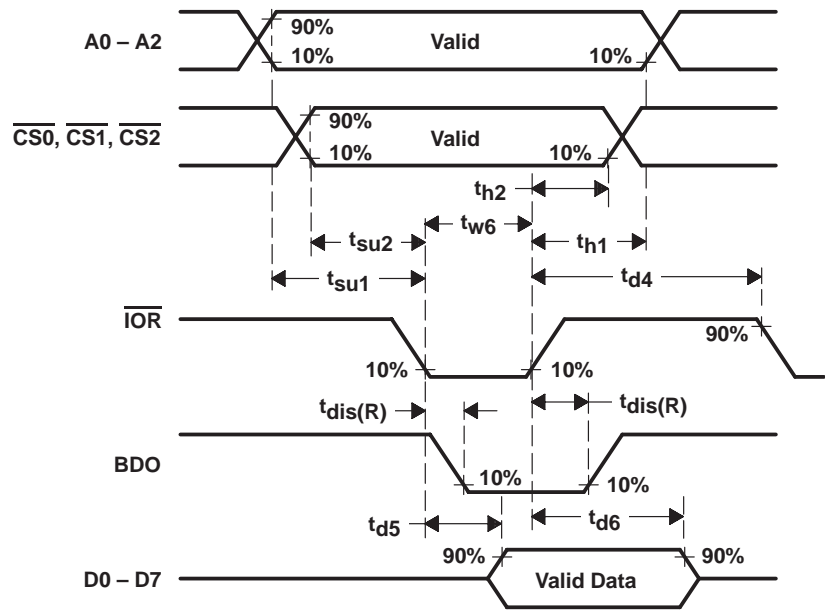 A0 – A2
90%
Valid
10%
10%
CS0, CS1, CS2
90%
Valid
10%
10%
th2
tw6
tsu2
th1
tsu1
td4
IOR
90%
10%
10%
tdis(R)
tdis(R)
BDO
10%
10%
td5
td6
90%
90%
D0 – D7
Valid Data